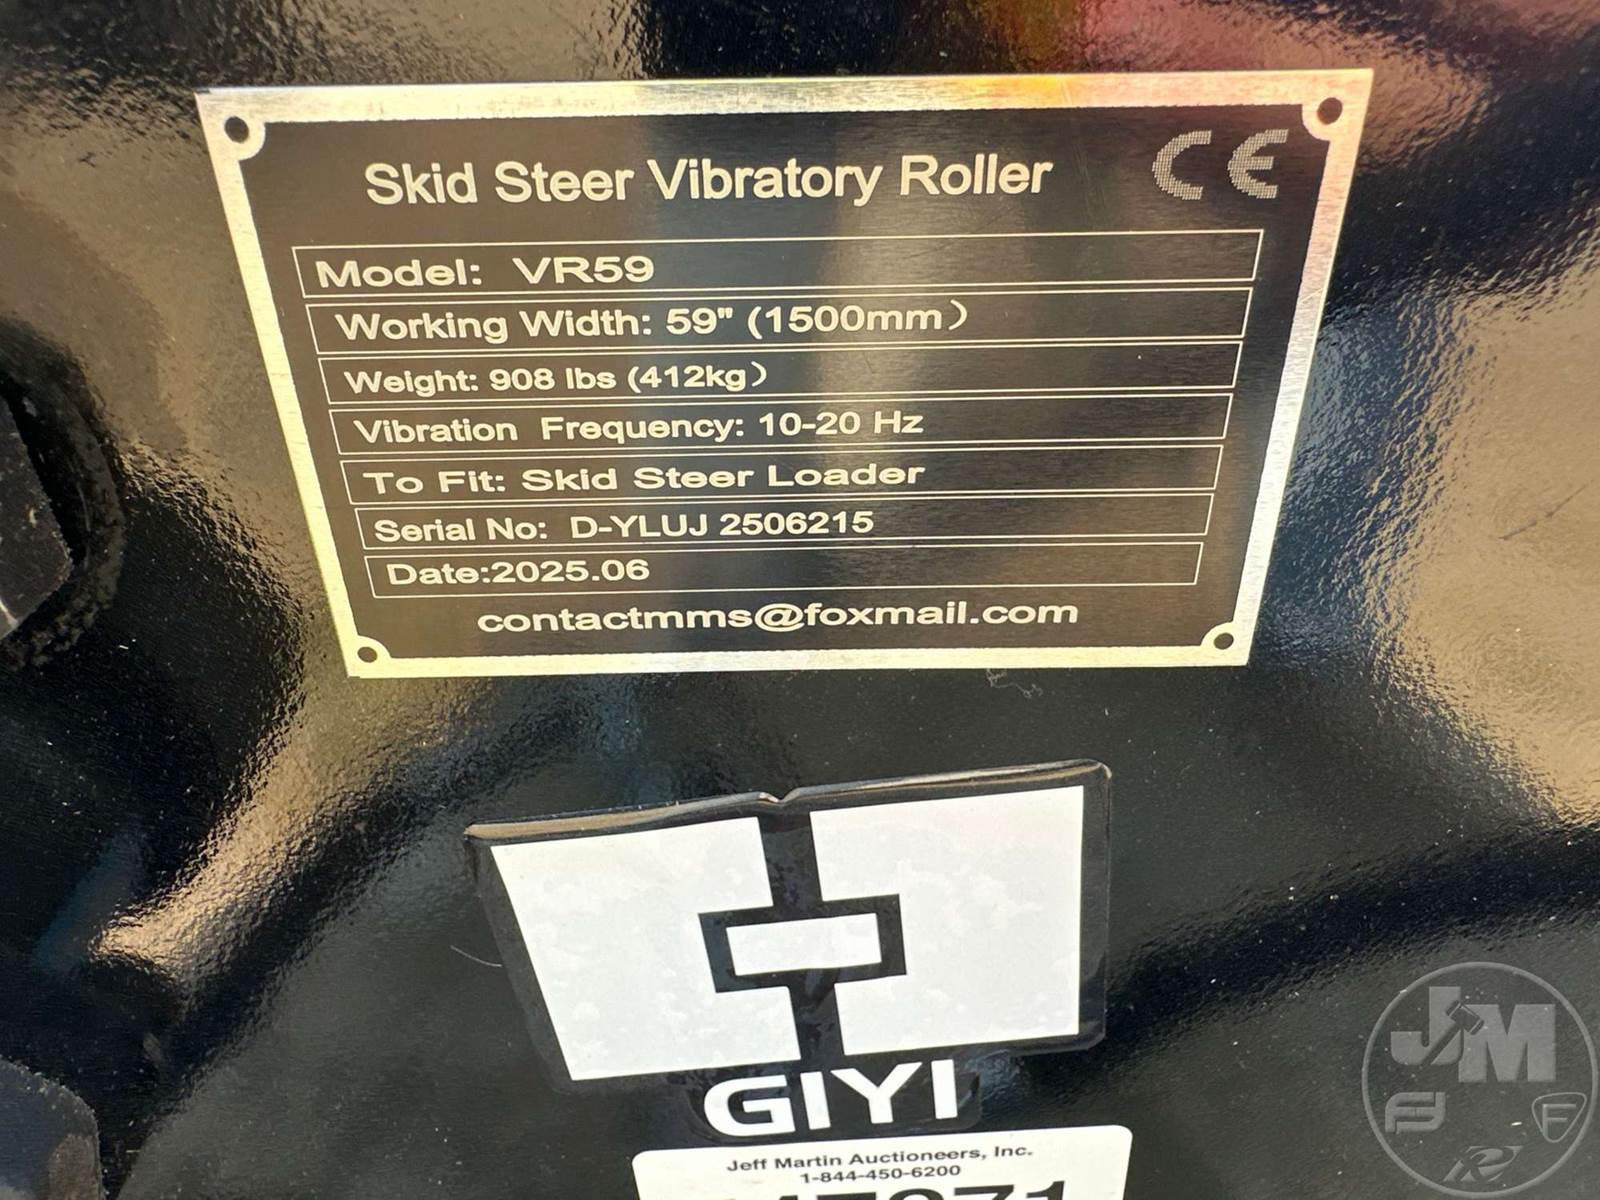 Skid Steer Vibratory Roller CE
Model: VR59
Working Width: 59" (1500mm)
Weight: 908 lbs (412kg)
Vibration Frequency: 10-20 Hz
To Fit: Skid Steer Loader
Serial No: D-YLUJ 2506215
Date:2025.06
contactmms@foxmail.com
GIYI
Jeff Martin Auctioneers, Inc.
1-844-450-6200
JM